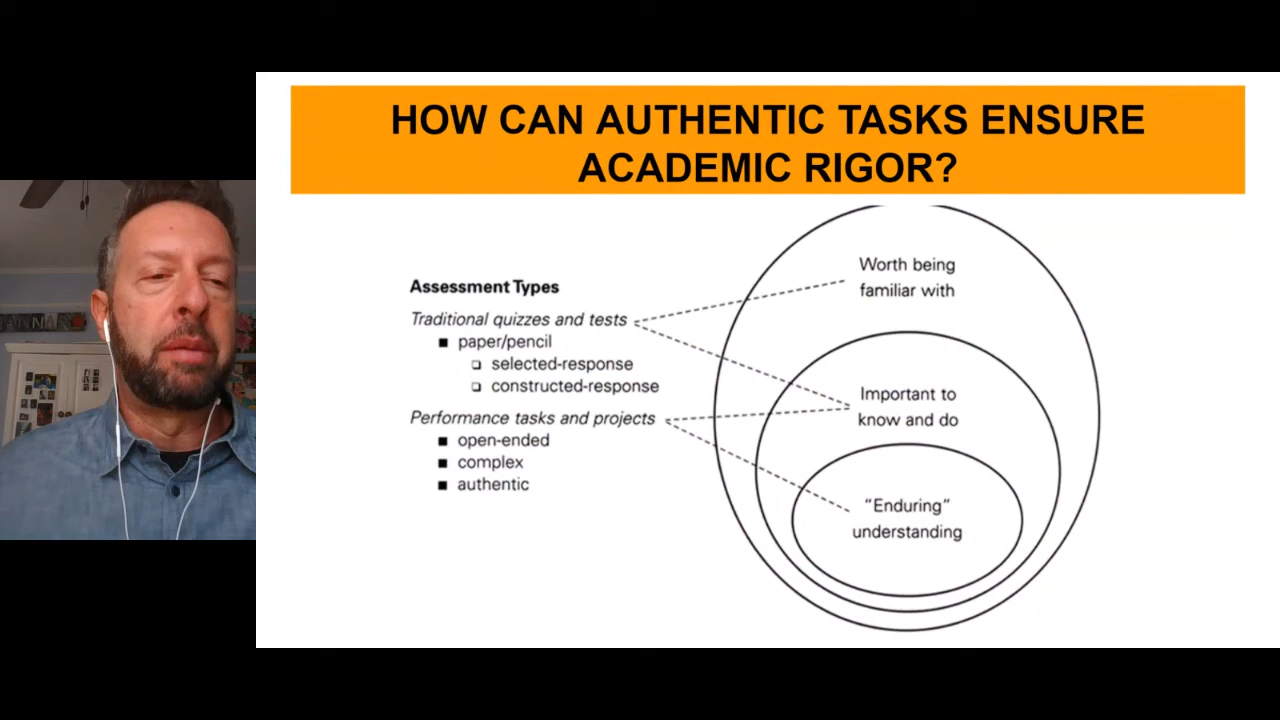 HOW CAN AUTHENTIC TASKS ENSURE
ACADEMIC RIGOR?
Assessment Types
Traditional quizzes and tests
■ paper/pencil
❑ selected-response
❑ constructed-response
Performance tasks and projects
■ open-ended
■ complex
■ authentic
Worth being
familiar with
Important to
know and do
“Enduring”
understanding